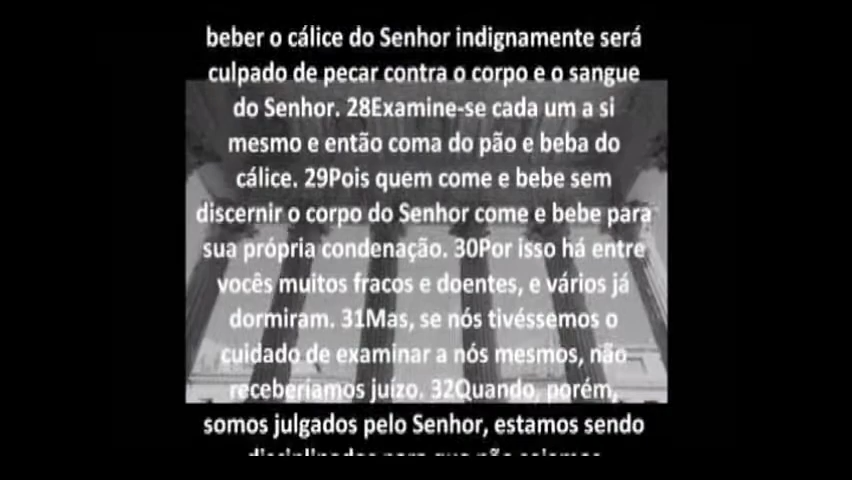 beber o cálice do Senhor indignamente será
culpado de pecar contra o corpo e o sangue
do Senhor. 28Examine-se cada um a si
mesmo e então coma do pão e beba do
cálice. 29Pois quem come e bebe sem
discernir o corpo do Senhor come e bebe para
sua própria condenação. 30Por isso há entre
vocês muitos fracos e doentes, e vários já
dormiram. 31Mas, se nós tivéssemos o
cuidado de examinar a nós mesmos, não
receberíamos juízo. 32Quando, porém,
somos julgados pelo Senhor, estamos sendo